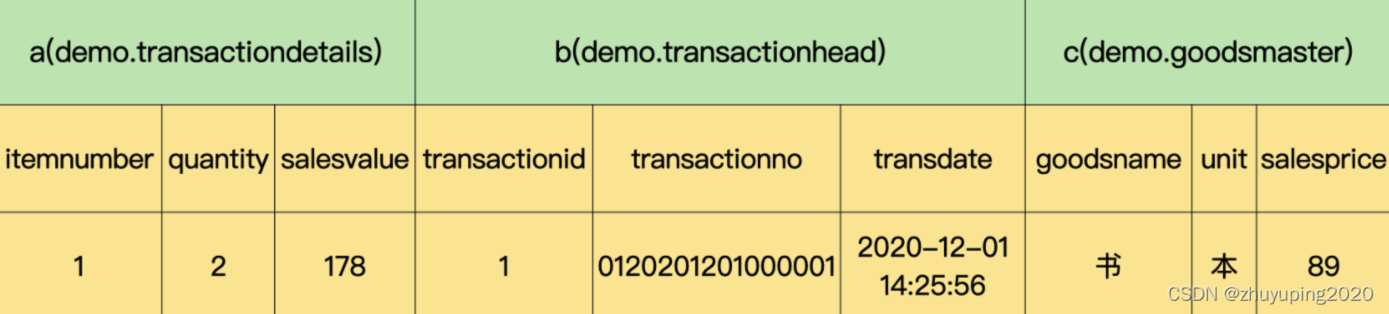 a(demo.transactiondetails) b(demo.transactionhead) c(demo.goodsmaster)
itemnumber quantity salesvalue transactionid transactionno transdate goodsname unit salesprice
1 2 178 1 0120201201000001 2020-12-01 14:25:56 书 本 89
CSDN @zhuyuping2020